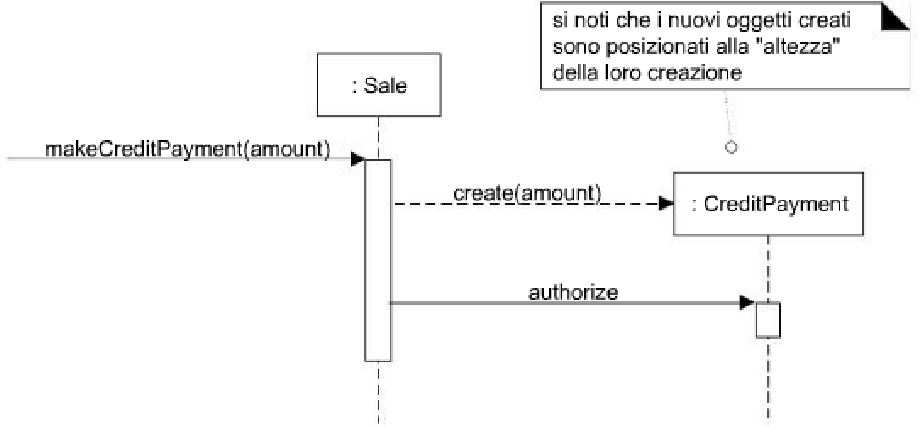 si noti che i nuovi oggetti creati
sono posizionati alla "altezza"
della loro creazione
: Sale
makeCreditPayment(amount)
create(amount)
: CreditPayment
authorize